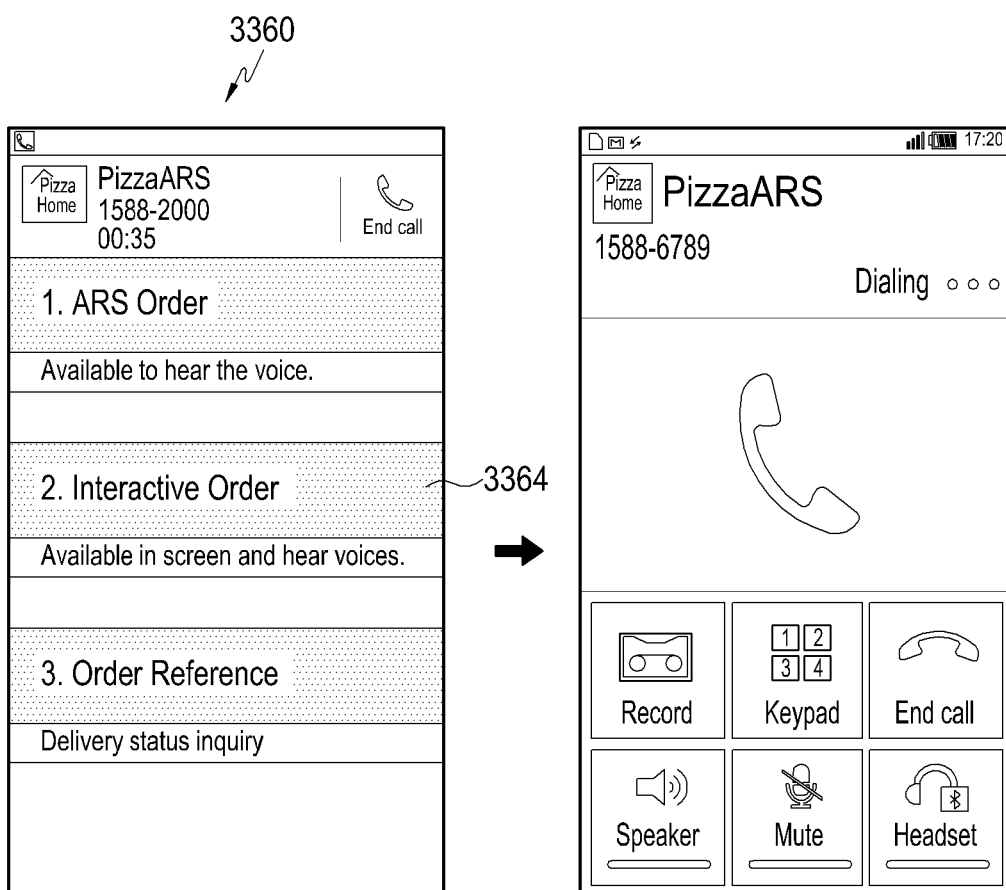 3360
Pizza
Home
PizzaARS
1588-2000
00:35
End call
1. ARS Order
Available to hear the voice.
2. Interactive Order
3364
Available in screen and hear voices.
3. Order Reference
Delivery status inquiry
17:20
Pizza
Home
PizzaARS
1588-6789
Dialing
1 2
3 4
Record
Keypad
End call
Speaker
Mute
Headset